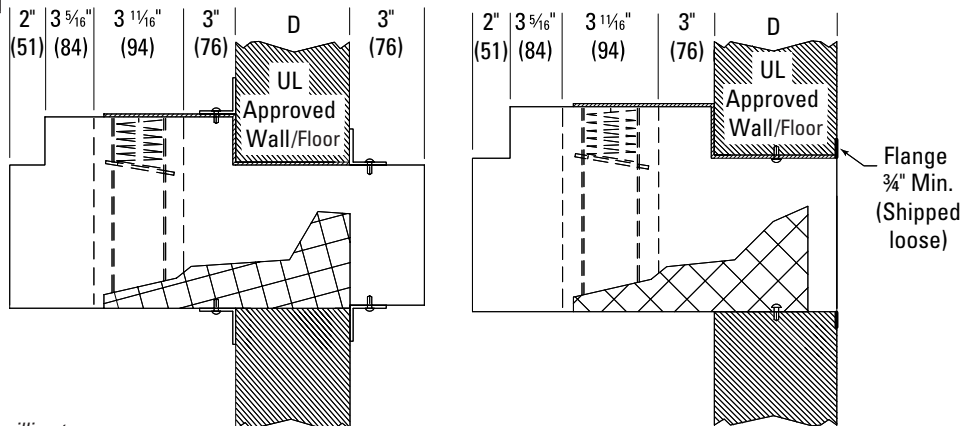 2" 3 5/16" 3 11/16" 3" D 3"
(51) (84) (94) (76) (76)
UL
Approved
Wall/Floor
2" 3 5/16" 3 11/16" 3" D
(51) (84) (94) (76)
UL
Approved
Wall/Floor
Flange
¾" Min.
(Shipped
loose)